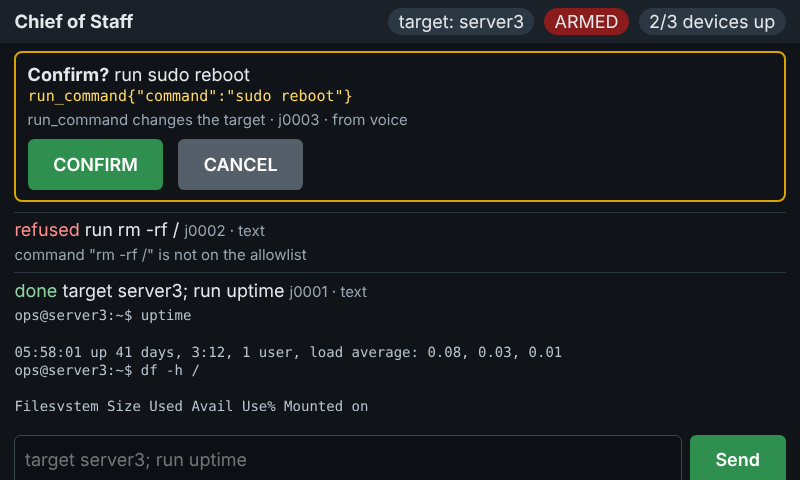 Chief of Staff
target: server3
ARMED
2/3 devices up
Confirm? run sudo reboot
run_command{"command":"sudo reboot"}
run_command changes the target · j0003 · from voice
CONFIRM
CANCEL
refused run rm -rf / j0002 · text
command "rm -rf /" is not on the allowlist
done target server3; run uptime j0001 · text
ops@server3:~$ uptime
05:58:01 up 41 days, 3:12, 1 user, load average: 0.08, 0.03, 0.01
ops@server3:~$ df -h /
Filesystem Size Used Avail Use% Mounted on
target server3; run uptime
Send